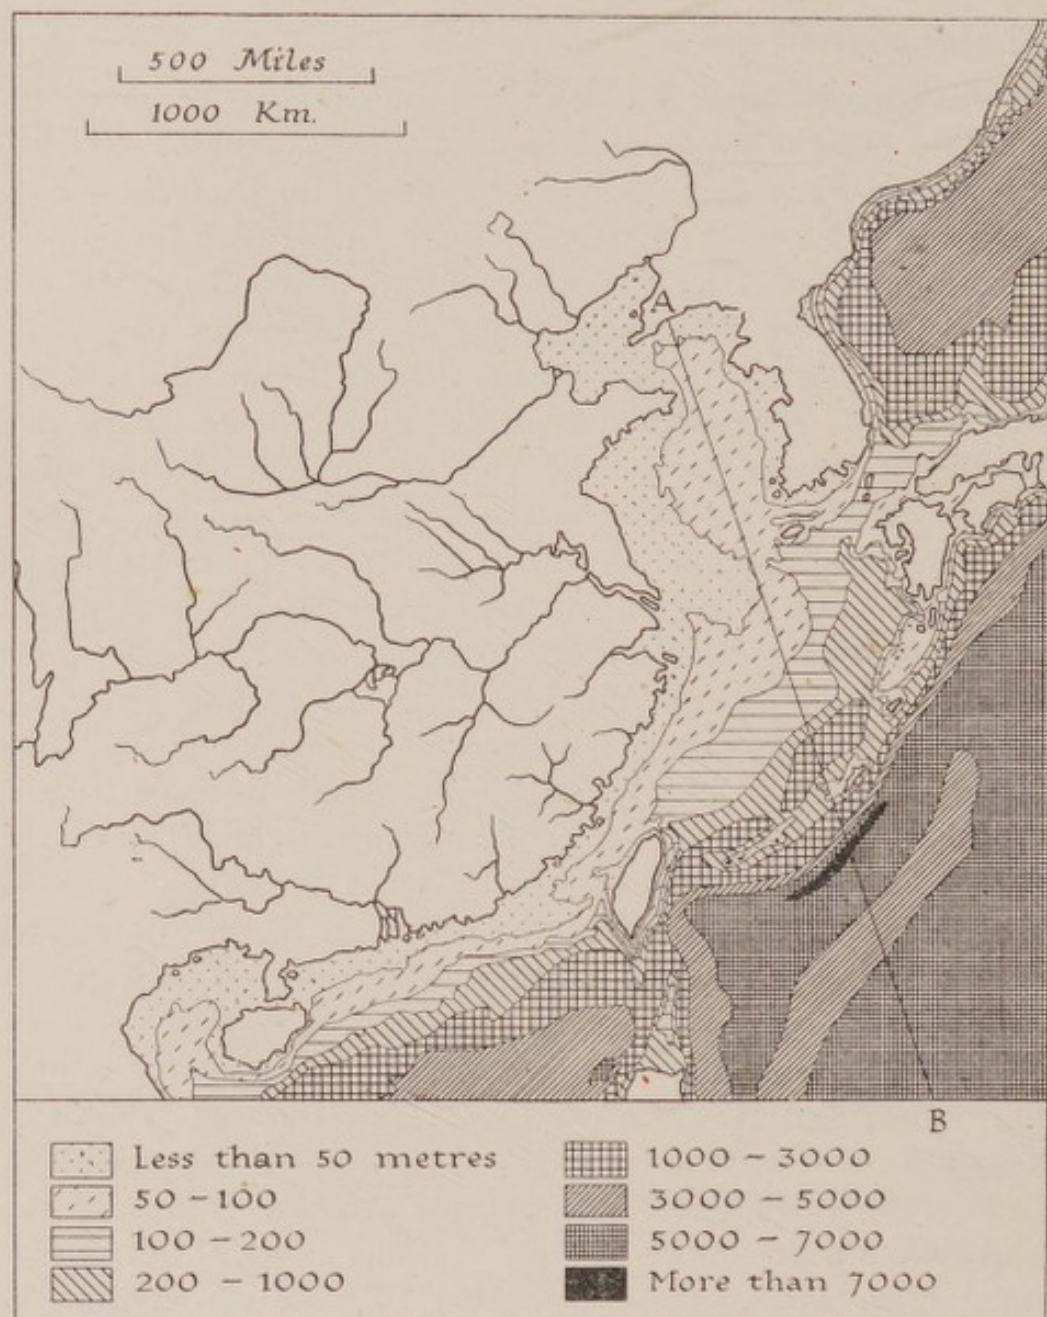 500 Miles
1000 Km.
A
B
Less than 50 metres
50 - 100
100 - 200
200 - 1000
1000 - 3000
3000 - 5000
5000 - 7000
More than 7000